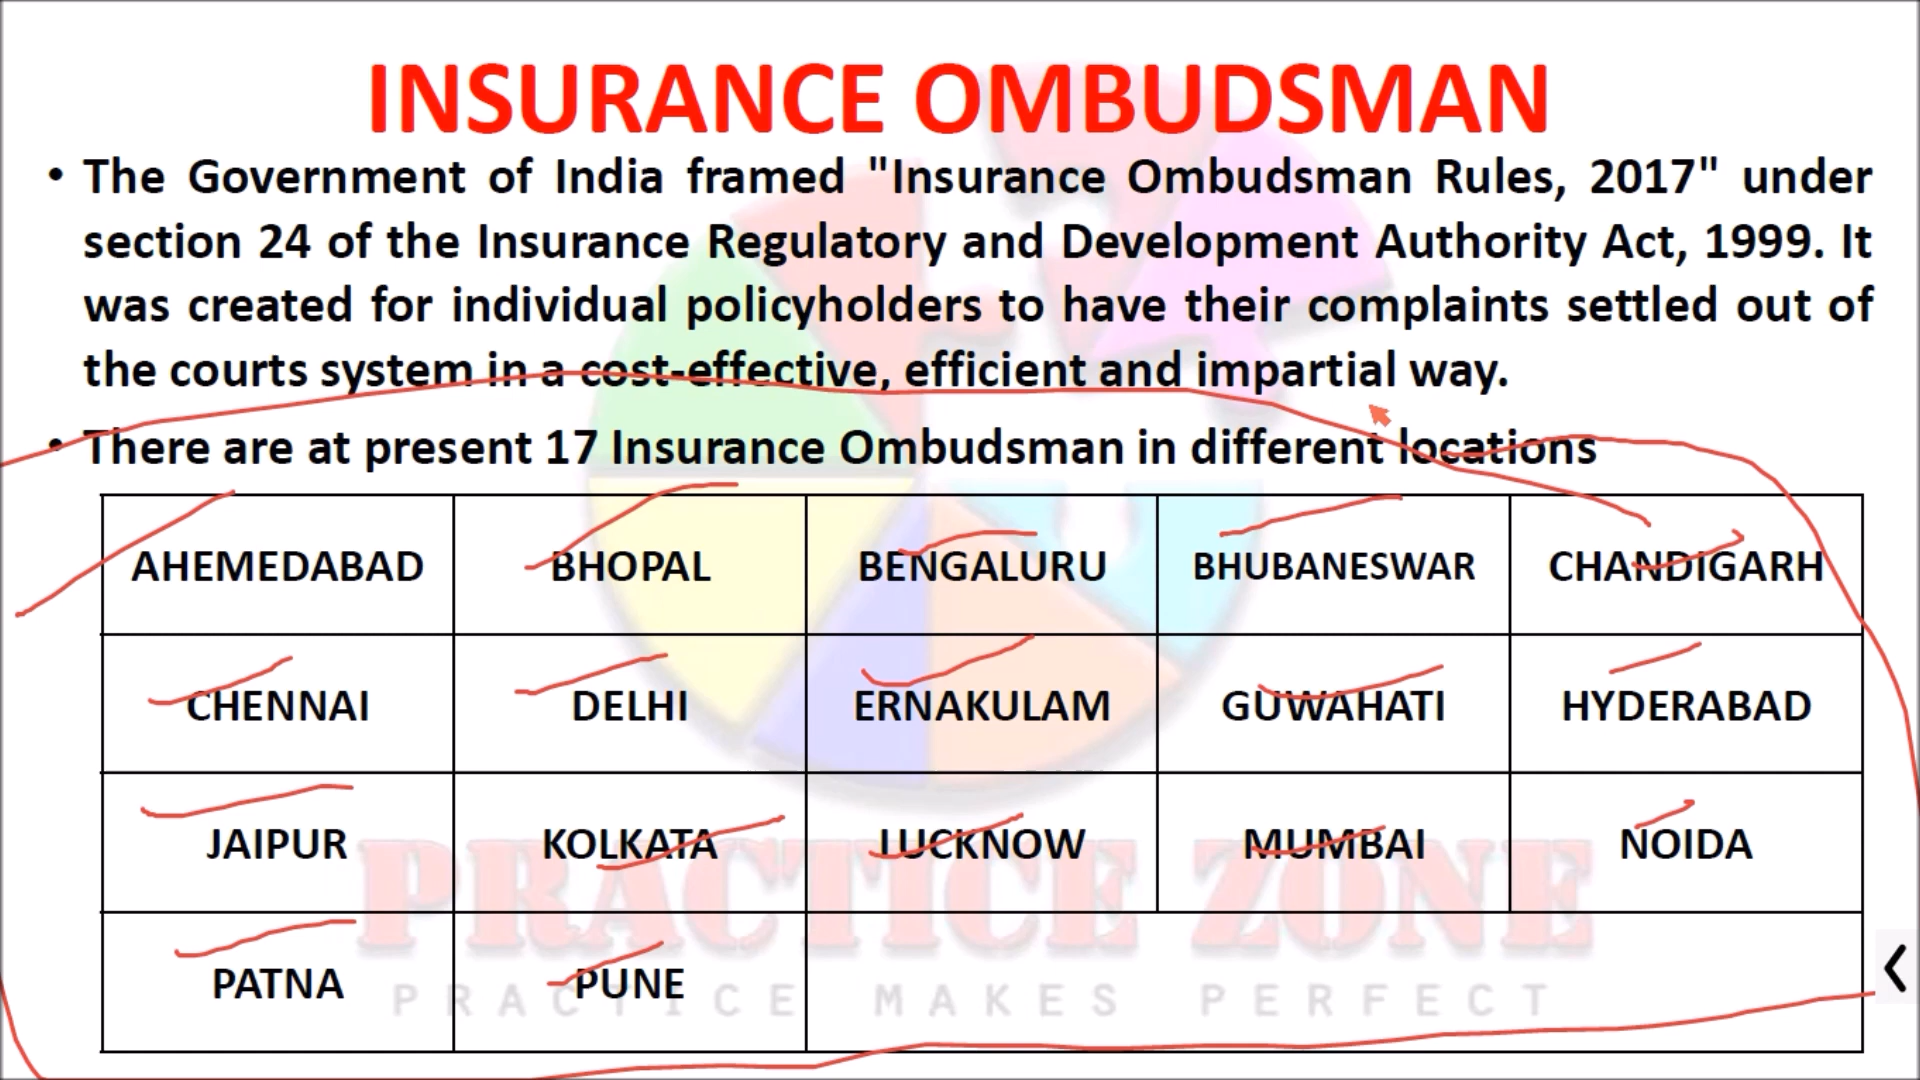 INSURANCE OMBUDSMAN
• The Government of India framed "Insurance Ombudsman Rules, 2017" under
section 24 of the Insurance Regulatory and Development Authority Act, 1999. It
was created for individual policyholders to have their complaints settled out of
the courts system in a cost-effective, efficient and impartial way.
• There are at present 17 Insurance Ombudsman in different locations
AHEMEDABAD BHOPAL BENGALURU BHUBANESWAR CHANDIGARH
CHENNAI DELHI ERNAKULAM GUWAHATI HYDERABAD
JAIPUR KOLKATA LUCKNOW MUMBAI NOIDA
PRACTICE ZONE
PATNA PUNE
PRACTICE MAKES PERFECT